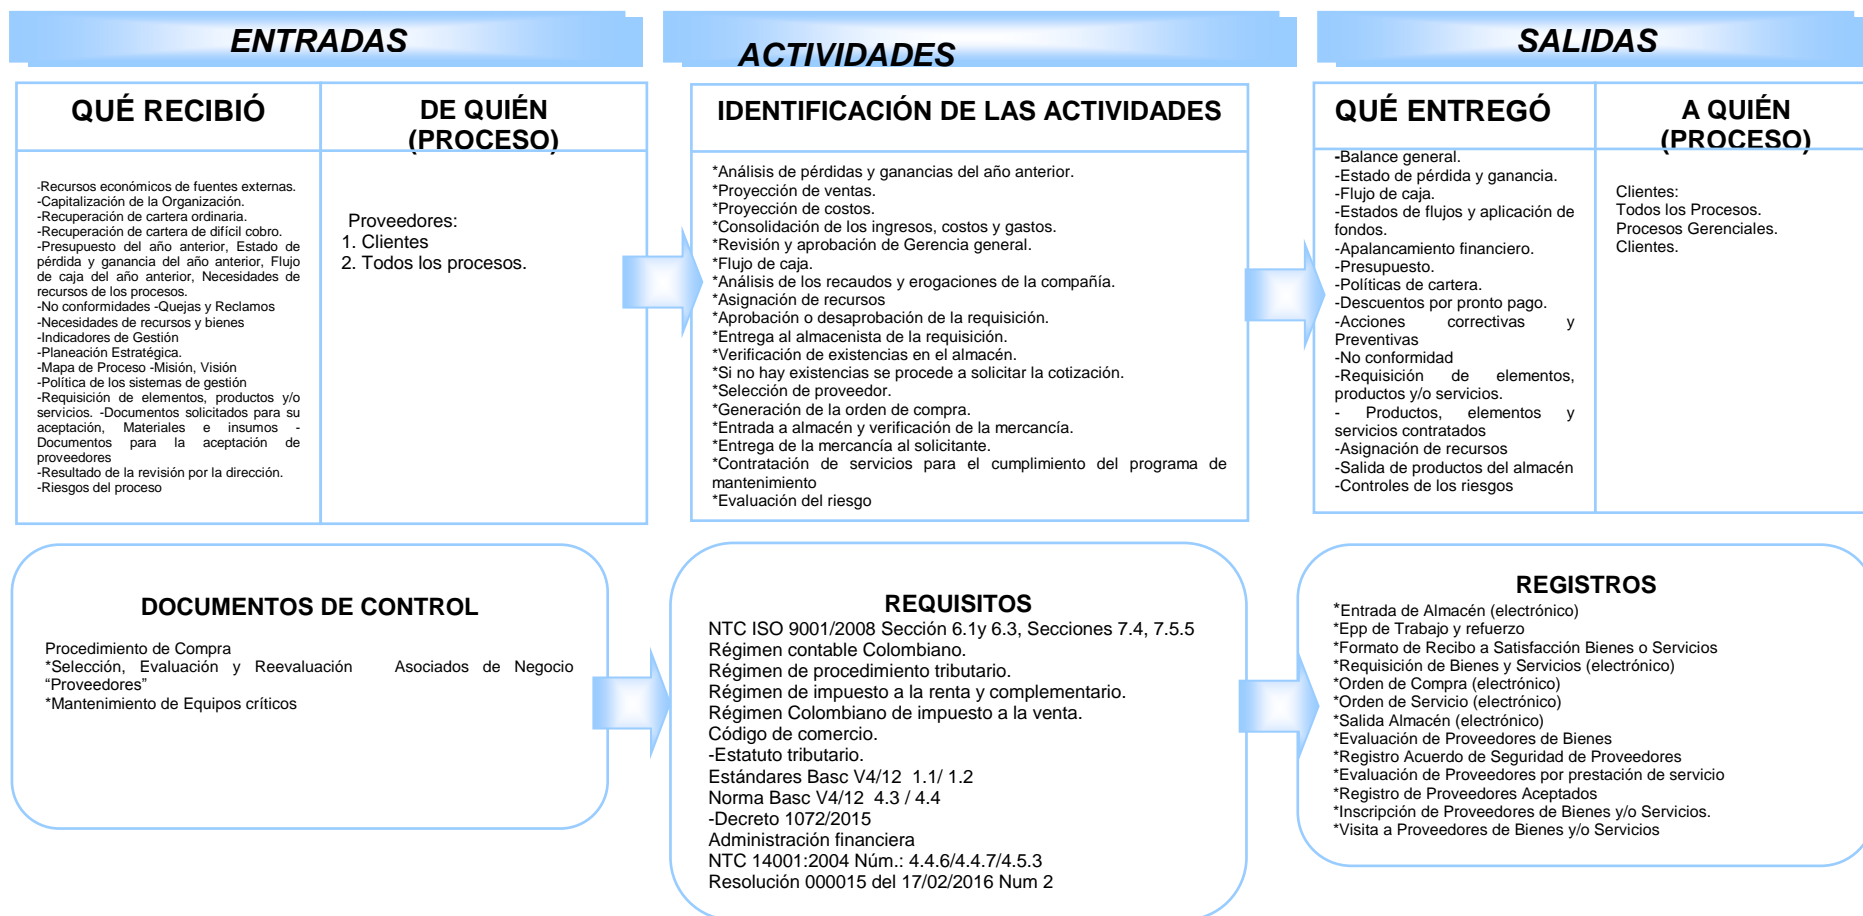 ENTRADAS
QUÉ RECIBIÓ
DE QUIÉN
(PROCESO)
-Recursos económicos de fuentes externas.
-Capitalización de la Organización.
-Recuperación de cartera ordinaria.
-Recuperación de cartera de difícil cobro.
-Presupuesto del año anterior, Estado de
pérdida y ganancia del año anterior, Flujo
de caja del año anterior, Necesidades de
recursos de los procesos.
-No conformidades -Quejas y Reclamos
-Necesidades de recursos y bienes
-Indicadores de Gestión
-Planeación Estratégica.
-Mapa de Proceso -Misión, Visión
-Política de los sistemas de gestión
-Requisición de elementos, productos y/o
servicios. -Documentos solicitados para su
aceptación, Materiales e insumos -
Documentos para la aceptación de
proveedores
-Resultado de la revisión por la dirección.
-Riesgos del proceso
Proveedores:
1. Clientes
2. Todos los procesos.
ACTIVIDADES
IDENTIFICACIÓN DE LAS ACTIVIDADES
*Análisis de pérdidas y ganancias del año anterior.
*Proyección de ventas.
*Proyección de costos.
*Consolidación de los ingresos, costos y gastos.
*Revisión y aprobación de Gerencia general.
*Flujo de caja.
*Análisis de los recaudos y erogaciones de la compañía.
*Asignación de recursos
*Aprobación o desaprobación de la requisición.
*Entrega al almacenista de la requisición.
*Verificación de existencias en el almacén.
*Si no hay existencias se procede a solicitar la cotización.
*Selección de proveedor.
*Generación de la orden de compra.
*Entrada a almacén y verificación de la mercancía.
*Entrega de la mercancía al solicitante.
*Contratación de servicios para el cumplimiento del programa de
mantenimiento
*Evaluación del riesgo
SALIDAS
QUÉ ENTREGÓ
A QUIÉN
(PROCESO)
-Balance general.
-Estado de pérdida y ganancia.
-Flujo de caja.
-Estados de flujos y aplicación de
fondos.
-Apalancamiento financiero.
-Presupuesto.
-Políticas de cartera.
-Descuentos por pronto pago.
-Acciones correctivas y
Preventivas
-No conformidad
-Requisición de elementos,
productos y/o servicios.
- Productos, elementos y
servicios contratados
-Asignación de recursos
-Salida de productos del almacén
-Controles de los riesgos
Clientes:
Todos los Procesos.
Procesos Gerenciales.
Clientes.
DOCUMENTOS DE CONTROL
Procedimiento de Compra
*Selección, Evaluación y Reevaluación Asociados de Negocio
“Proveedores”
*Mantenimiento de Equipos críticos
REQUISITOS
NTC ISO 9001/2008 Sección 6.1y 6.3, Secciones 7.4, 7.5.5
Régimen contable Colombiano.
Régimen de procedimiento tributario.
Régimen de impuesto a la renta y complementario.
Régimen Colombiano de impuesto a la venta.
Código de comercio.
-Estatuto tributario.
Estándares Basc V4/12 1.1/ 1.2
Norma Basc V4/12 4.3 / 4.4
-Decreto 1072/2015
Administración financiera
NTC 14001:2004 Núm.: 4.4.6/4.4.7/4.5.3
Resolución 000015 del 17/02/2016 Num 2
REGISTROS
*Entrada de Almacén (electrónico)
*Epp de Trabajo y refuerzo
*Formato de Recibo a Satisfacción Bienes o Servicios
*Requisición de Bienes y Servicios (electrónico)
*Orden de Compra (electrónico)
*Orden de Servicio (electrónico)
*Salida Almacén (electrónico)
*Evaluación de Proveedores de Bienes
*Registro Acuerdo de Seguridad de Proveedores
*Evaluación de Proveedores por prestación de servicio
*Registro de Proveedores Aceptados
*Inscripción de Proveedores de Bienes y/o Servicios.
*Visita a Proveedores de Bienes y/o Servicios